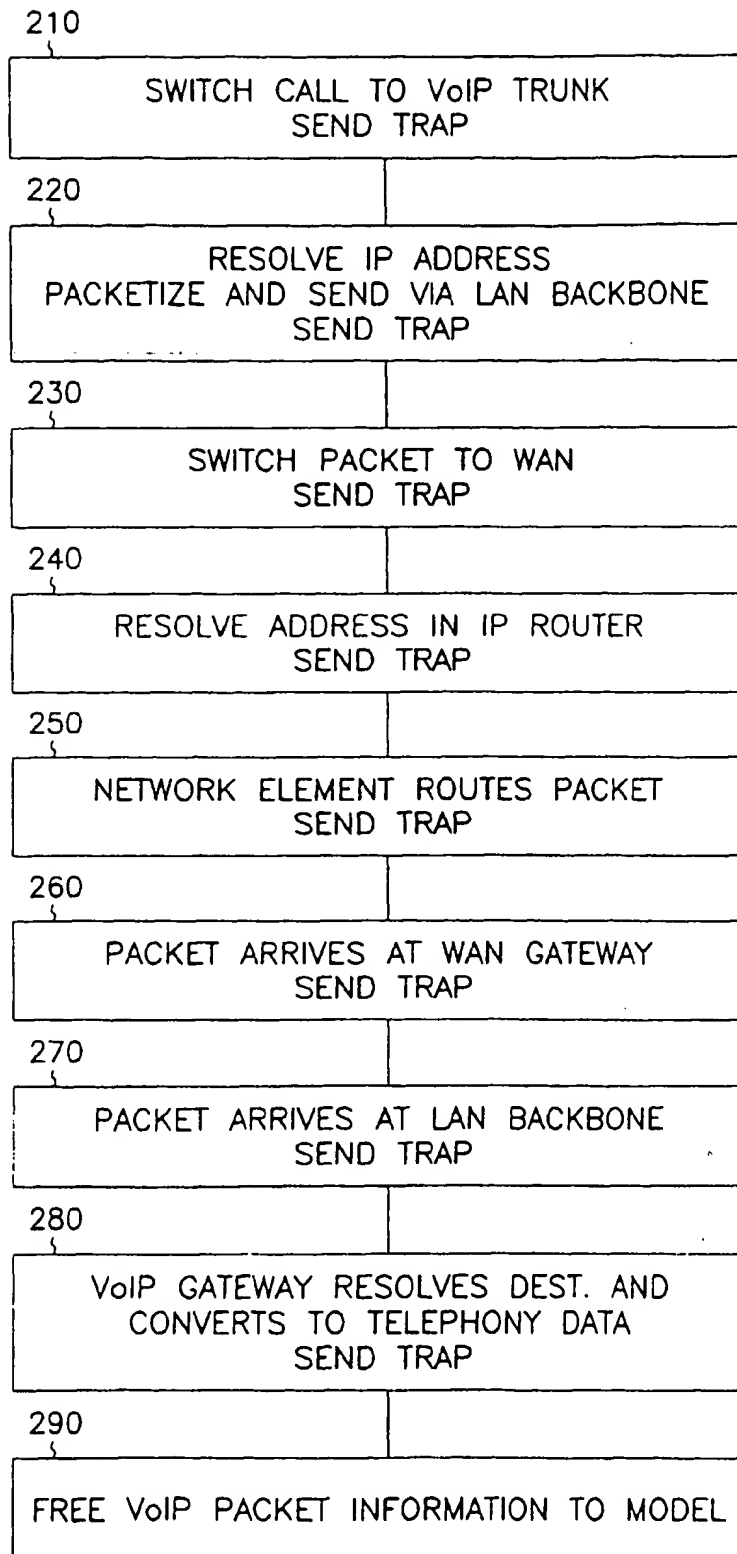 210
SWITCH CALL TO VoIP TRUNK
SEND TRAP
220
RESOLVE IP ADDRESS
PACKETIZE AND SEND VIA LAN BACKBONE
SEND TRAP
230
SWITCH PACKET TO WAN
SEND TRAP
240
RESOLVE ADDRESS IN IP ROUTER
SEND TRAP
250
NETWORK ELEMENT ROUTES PACKET
SEND TRAP
260
PACKET ARRIVES AT WAN GATEWAY
SEND TRAP
270
PACKET ARRIVES AT LAN BACKBONE
SEND TRAP
280
VoIP GATEWAY RESOLVES DEST. AND
CONVERTS TO TELEPHONY DATA
SEND TRAP
290
FREE VoIP PACKET INFORMATION TO MODEL